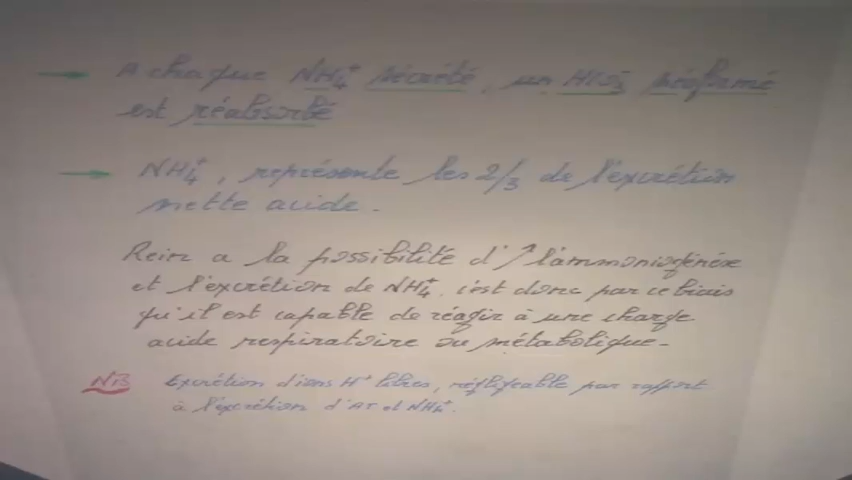 → A chaque NH₄⁺ sécrété, un HCO₃⁻ néoformé
est réabsorbé
→ NH₄⁺, représente les 2/3 de l'excrétion
nette acide.
Rein a la possibilité d'↗ l'ammoniogénèse
et l'excrétion de NH₄⁺. c'est donc par ce biais
qu'il est capable de réagir à une charge
acide respiratoire ou métabolique.
NB Excrétion d'ions H⁺ libres, négligeable par rapport
à l'excrétion d'AT et NH₄⁺.